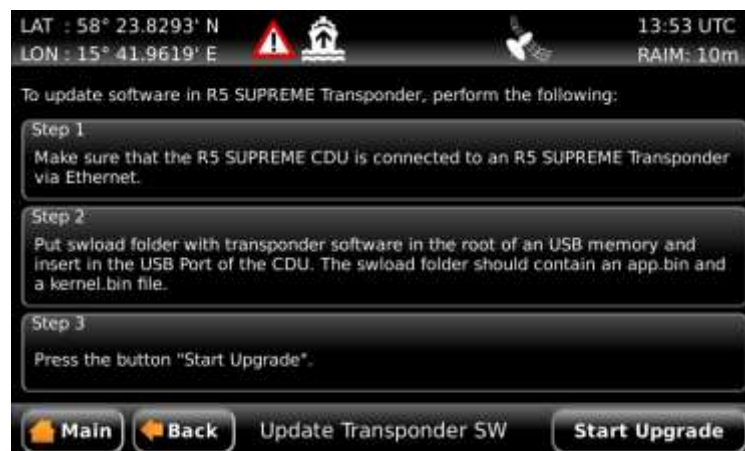 LAT : 58° 23.8293' N
13:53 UTC
LON : 15° 41.9619' E
RAIM: 10m
To update software in R5 SUPREME Transponder, perform the following:
Step 1
Make sure that the R5 SUPREME CDU is connected to an R5 SUPREME Transponder
via Ethernet.
Step 2
Put swload folder with transponder software in the root of an USB memory and
insert in the USB Port of the CDU. The swload folder should contain an app.bin and
a kernel.bin file.
Step 3
Press the button "Start Upgrade".
Main
Back
Update Transponder SW
Start Upgrade